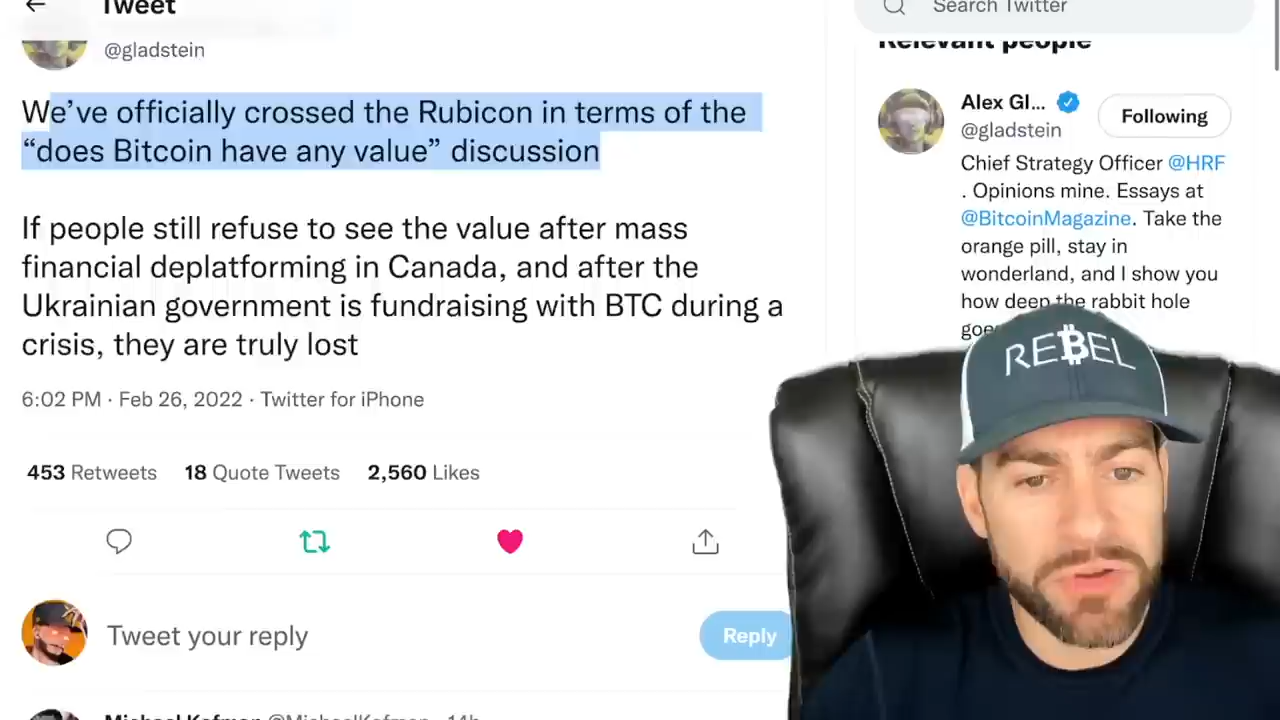 Tweet
Search Twitter
@gladstein
Relevant people
We’ve officially crossed the Rubicon in terms of the
“does Bitcoin have any value” discussion
If people still refuse to see the value after mass
financial deplatforming in Canada, and after the
Ukrainian government is fundraising with BTC during a
crisis, they are truly lost
6:02 PM · Feb 26, 2022 · Twitter for iPhone
453 Retweets 18 Quote Tweets 2,560 Likes
Tweet your reply
Reply
Michael Kofman @MichaelKofman · 14h
Alex Gl...
@gladstein
Following
Chief Strategy Officer @HRF
. Opinions mine. Essays at
@BitcoinMagazine. Take the
orange pill, stay in
wonderland, and I show you
how deep the rabbit hole
REBEL